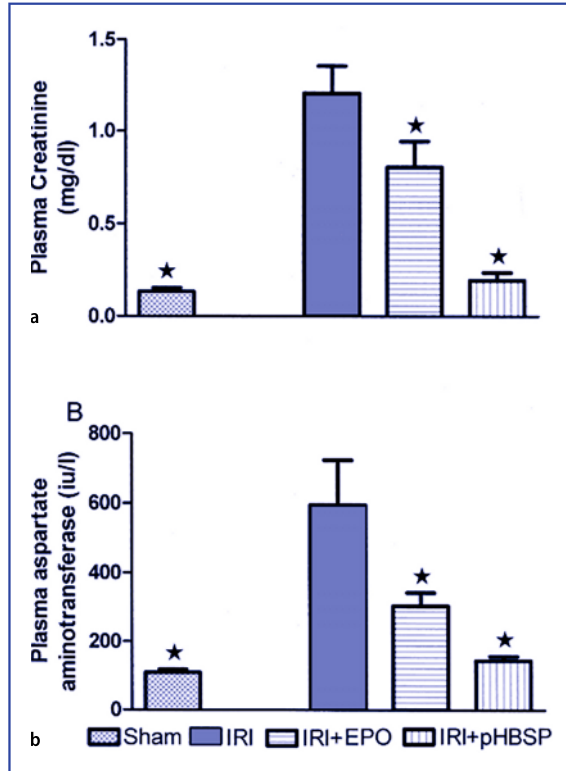 Plasma Creatinine
(mg/dl)
1.5
1.0
0.5
0.0
a
B
Plasma aspartate
aminotransferase (iu/l)
800
600
400
200
0
b
Sham IRI IRI+EPO IRI+pHBSP